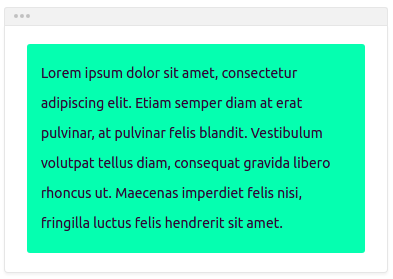 Lorem ipsum dolor sit amet, consectetur
adipiscing elit. Etiam semper diam at erat
pulvinar, at pulvinar felis blandit. Vestibulum
volutpat tellus diam, consequat gravida libero
rhoncus ut. Maecenas imperdiet felis nisi,
fringilla luctus felis hendrerit sit amet.